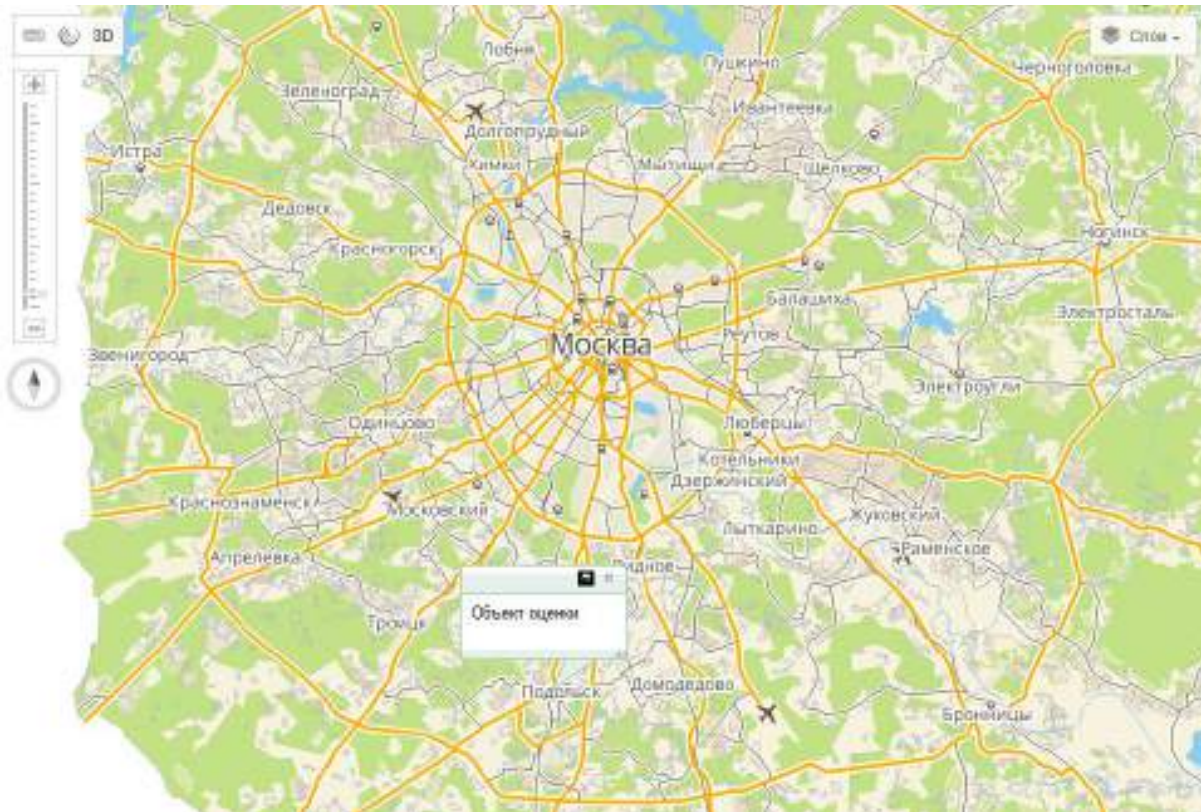 3D
Лобня
Слои
Пушкино
Черноголовка
Зеленоград
Ивантеевка
Долгопрудный
Истра
Химки
Мытищи
Щёлково
Дедовск
Красногорск
Ногинск
Балашиха
Электросталь
Реутов
Москва
Звенигород
Электроугли
Одинцово
Люберцы
Котельники
Дзержинский
Краснознаменск
Московский
Жуковский
Лыткарино
Апрелевка
Раменское
Видное
Объект оценки
Троицк
Подольск
Домодедово
Бронницы